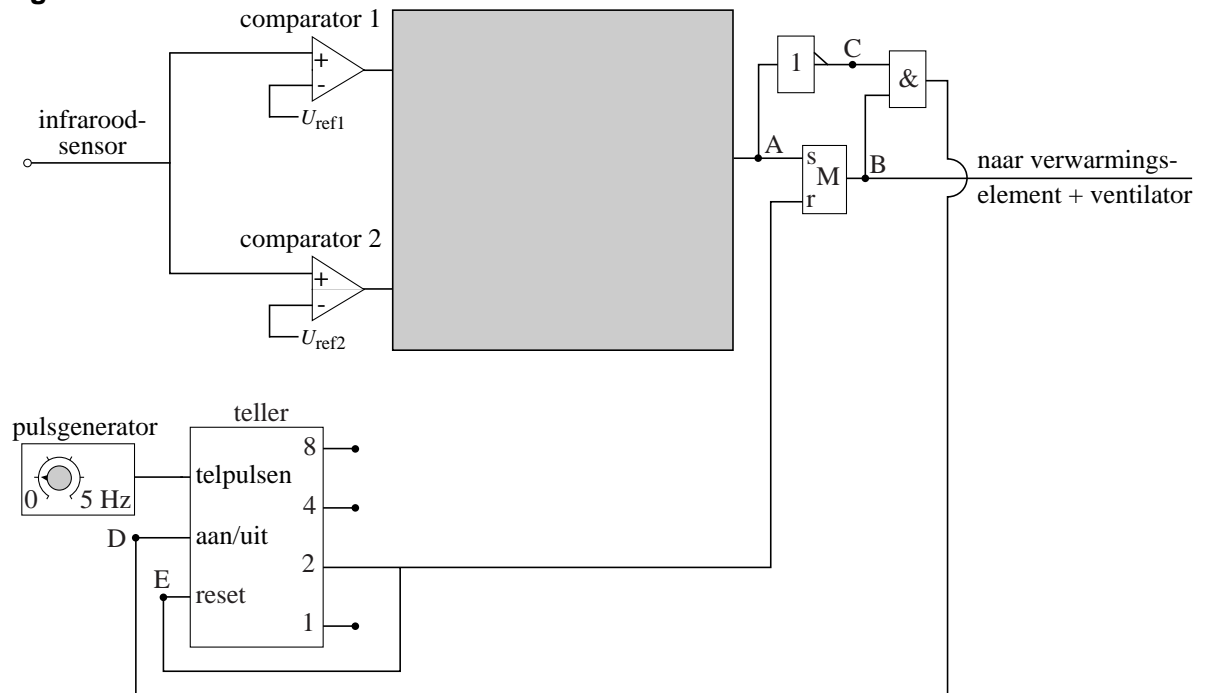 g
comparator 1
+
-
Uref1
infrarood-
sensor
comparator 2
+
-
Uref2
1
C
&
A
s
M
r
B
naar verwarmings-
element + ventilator
teller
pulsgenerator
0
5 Hz
telpulsen
aan/uit
reset
8
4
2
1
D
E